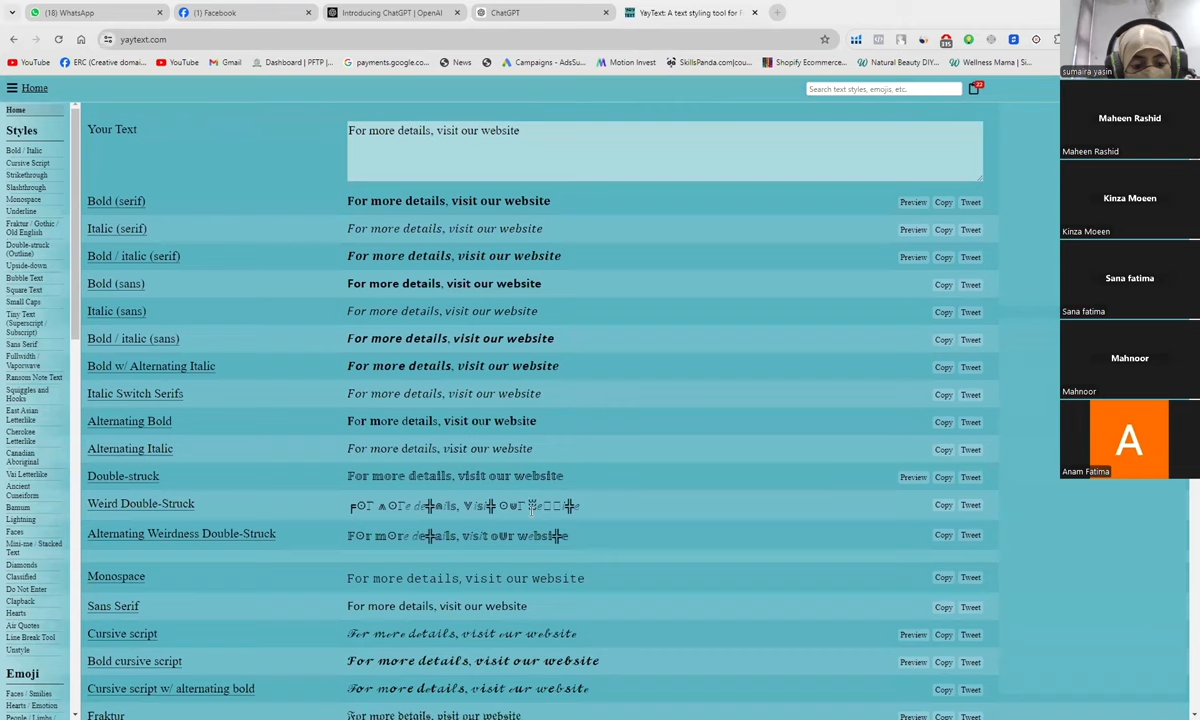 (16) WhatsApp
(1) Facebook
Introducing ChatGPT | OpenAI
ChatGPT
YayText: A text styling tool for F
yaytext.com
315
YouTube
ERC (Creative domai...
YouTube
Gmail
Dashboard | PFTP |...
payments.google.co...
News
Campaigns - AdsSu...
Motion Invest
SkillsPanda.com|cou...
Shopify Ecommerce...
Natural Beauty DIY...
Wellness Mama | Si...
Home
Search text styles, emojis, etc.
22
Home
Styles
Bold / Italic
Cursive Script
Strikethrough
Slashthrough
Monospace
Underline
Fraktur / Gothic /
Old English
Double-struck
(Outline)
Upside-down
Bubble Text
Square Text
Small Caps
Tiny Text
(Superscript /
Subscript)
Sans Serif
Fullwidth /
Vaporwave
Ransom Note Text
Squiggles and
Hooks
East Asian
Letterlike
Cherokee
Letterlike
Canadian
Aboriginal
Vai Letterlike
Ancient
Cuneiform
Bamum
Lightning
Faces
Mini-me / Stacked
Text
Diamonds
Classified
Do Not Enter
Clapback
Hearts
Air Quotes
Line Break Tool
Unstyle
Emoji
Faces / Smilies
Hearts / Emotion
People / Limbs /
Your Text
For more details, visit our website
Bold (serif)
For more details, visit our website
Preview Copy Tweet
Italic (serif)
For more details, visit our website
Preview Copy Tweet
Bold / italic (serif)
For more details, visit our website
Preview Copy Tweet
Bold (sans)
For more details, visit our website
Copy Tweet
Italic (sans)
For more details, visit our website
Copy Tweet
Bold / italic (sans)
For more details, visit our website
Copy Tweet
Bold w/ Alternating Italic
For more details, visit our website
Copy Tweet
Italic Switch Serifs
For more details, visit our website
Copy Tweet
Alternating Bold
For more details, visit our website
Copy Tweet
Alternating Italic
For more details, visit our website
Copy Tweet
Double-struck
For more details, visit our website
Preview Copy Tweet
Weird Double-Struck
Copy Tweet
Alternating Weirdness Double-Struck
Copy Tweet
Monospace
For more details, visit our website
Copy Tweet
Sans Serif
For more details, visit our website
Copy Tweet
Cursive script
For more details, visit our website
Preview Copy Tweet
Bold cursive script
For more details, visit our website
Preview Copy Tweet
Cursive script w/ alternating bold
For more details, visit our website
Copy Tweet
Fraktur
For more details, visit our website
sumaira yasin
Maheen Rashid
Maheen Rashid
Kinza Moeen
Kinza Moeen
Sana fatima
Sana fatima
Mahnoor
Mahnoor
A
Anam Fatima